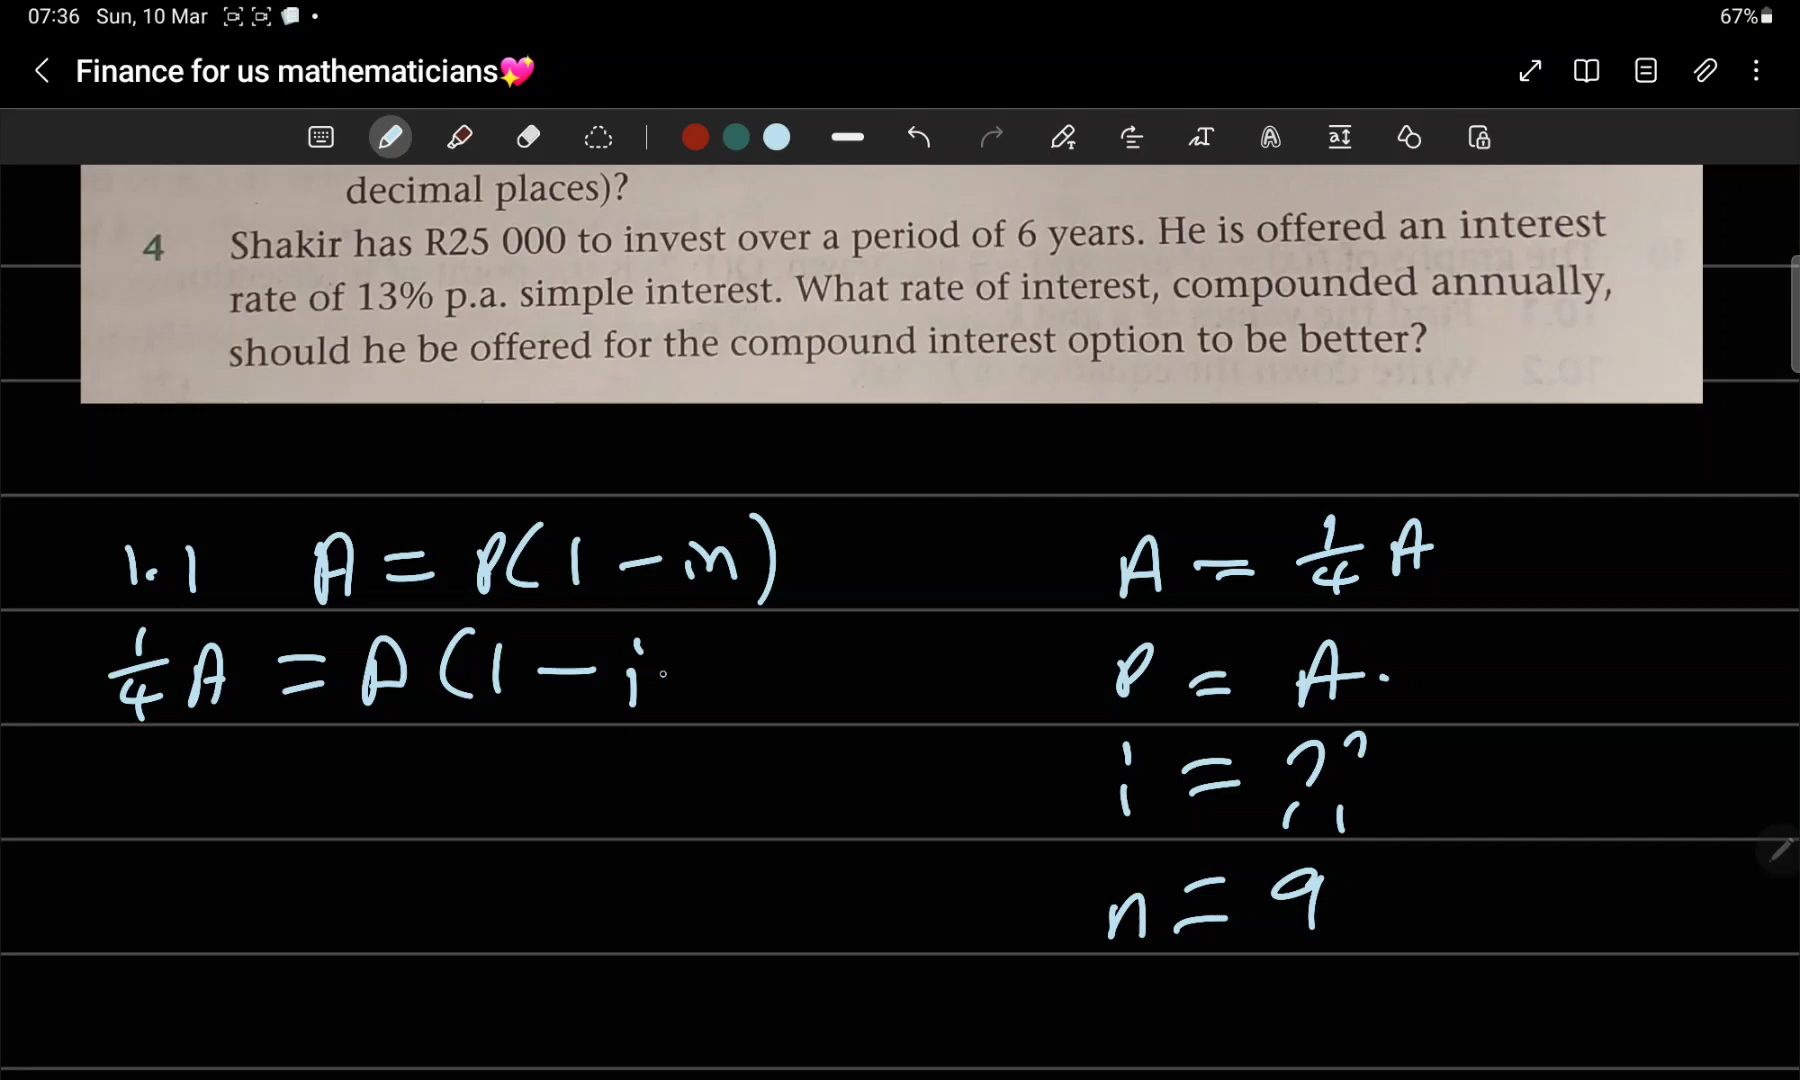 07:36 Sun, 10 Mar
67%
Finance for us mathematicians💖
decimal places)?
4 Shakir has R25 000 to invest over a period of 6 years. He is offered an interest
rate of 13% p.a. simple interest. What rate of interest, compounded annually,
should he be offered for the compound interest option to be better?
1.1 A = P(1 - in)
A = 1/4 A
1/4 A = A (1 - i
P = A.
i = ??
n = 9